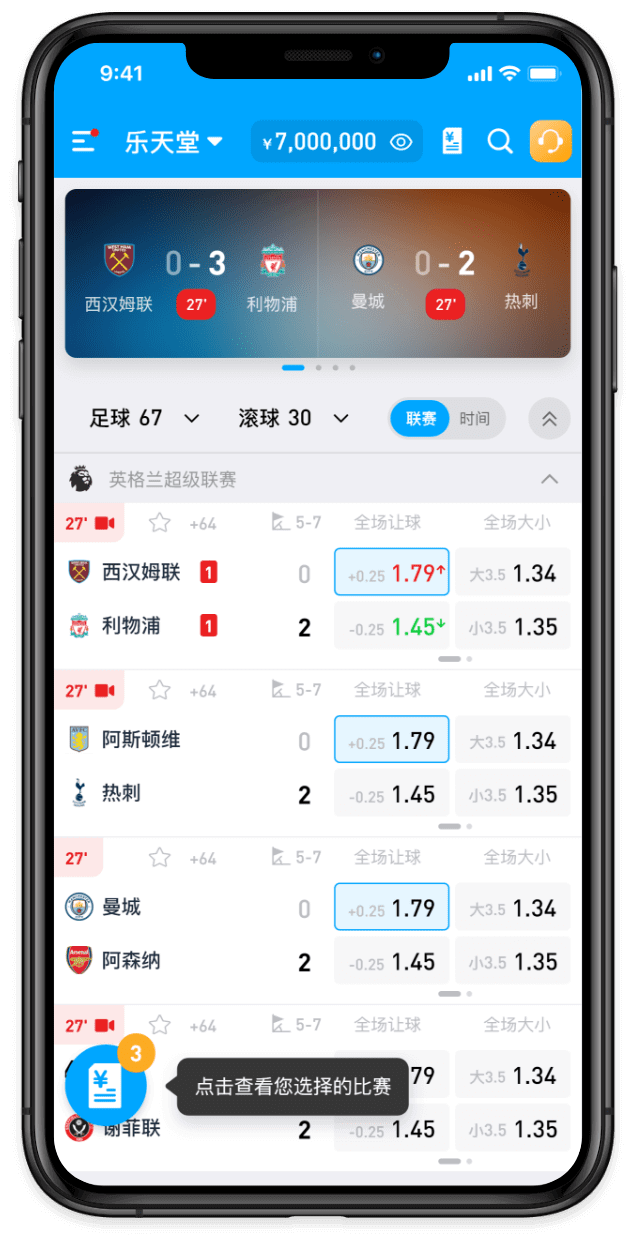 9:41
乐天堂 ¥7,000,000
0 - 3 0 - 2
西汉姆联 27' 利物浦 曼城 27' 热刺
足球 67 滚球 30 联赛 时间
英格兰超级联赛
27' +64 5-7 全场让球 全场大小
西汉姆联 1 0 +0.25 1.79 大3.5 1.34
利物浦 1 2 -0.25 1.45 小3.5 1.35
27' +64 5-7 全场让球 全场大小
阿斯顿维 0 +0.25 1.79 大3.5 1.34
热刺 2 -0.25 1.45 小3.5 1.35
27' +64 5-7 全场让球 全场大小
曼城 0 +0.25 1.79 大3.5 1.34
阿森纳 2 -0.25 1.45 小3.5 1.35
27' +64 5-7 全场让球 全场大小
3
¥ 点击查看您选择的比赛 79 大3.5 1.34
谢菲联 2 -0.25 1.45 小3.5 1.35